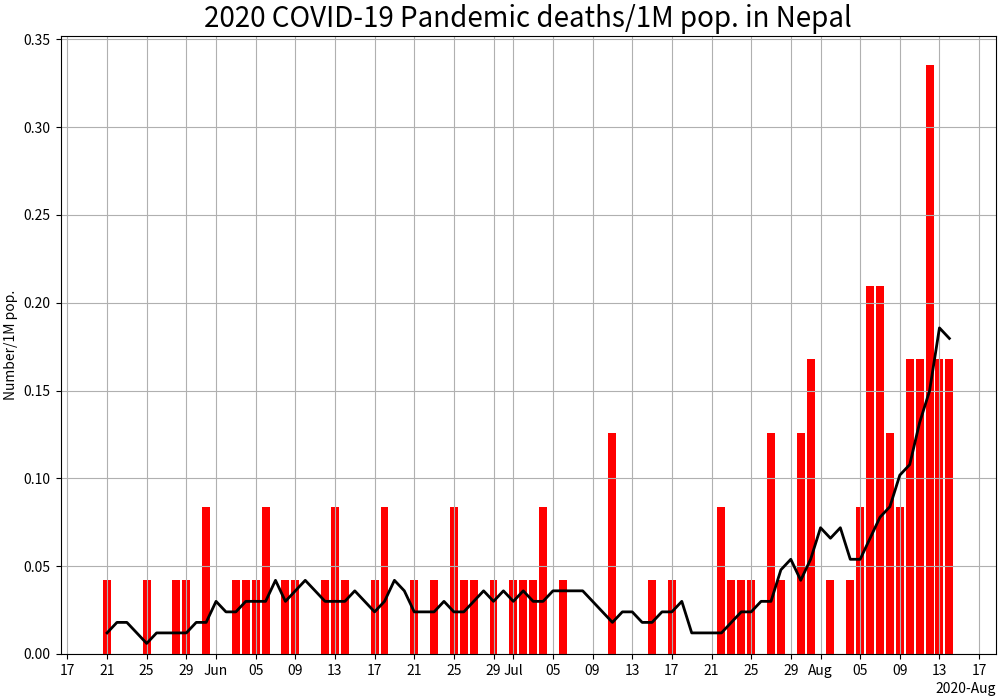 2020 COVID-19 Pandemic deaths/1M pop. in Nepal
Number/1M pop.
0.35
0.30
0.25
0.20
0.15
0.10
0.05
0.00
17 21 25 29 Jun 05 09 13 17 21 25 29 Jul 05 09 13 17 21 25 29 Aug 05 09 13 17
2020-Aug